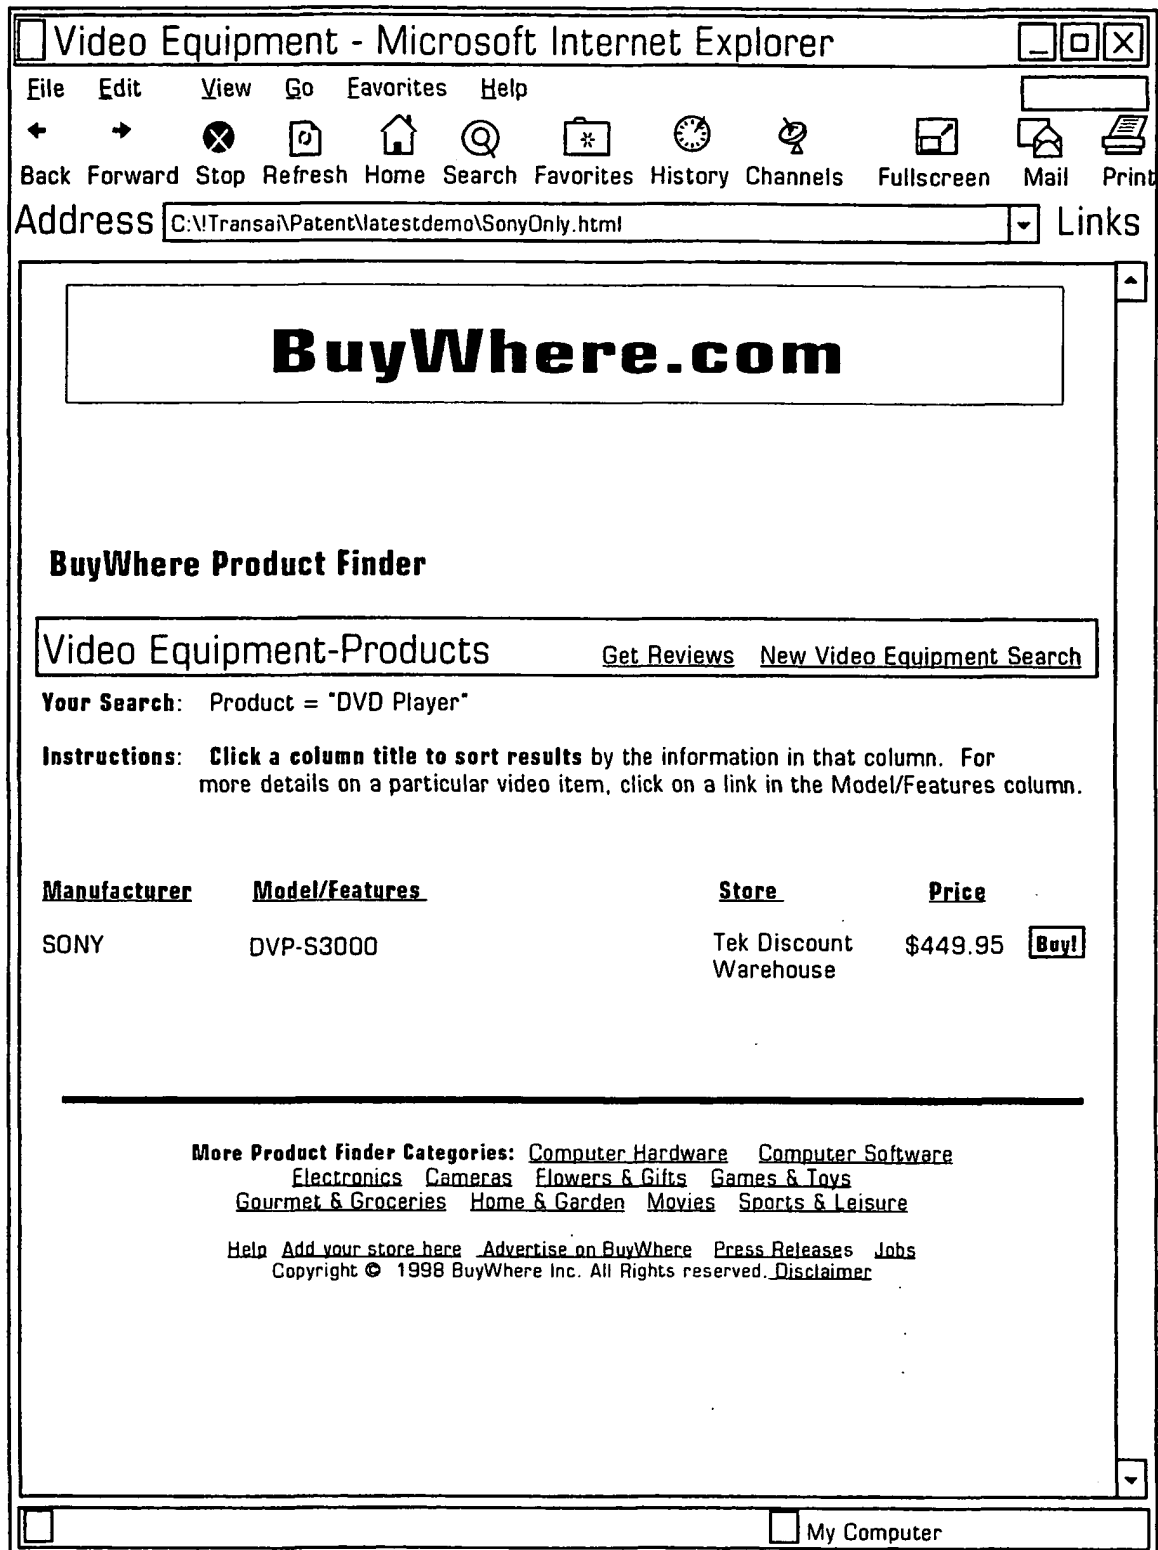 Video Equipment - Microsoft Internet Explorer
File Edit View Go Favorites Help
Back Forward Stop Refresh Home Search Favorites History Channels Fullscreen Mail Print
Address C:\!Transai\Patent\latestdemo\SonyOnly.html Links
BuyWhere.com
BuyWhere Product Finder
Video Equipment-Products Get Reviews New Video Equipment Search
Your Search: Product = "DVD Player"
Instructions: Click a column title to sort results by the information in that column. For
more details on a particular video item, click on a link in the Model/Features column.
Manufacturer Model/Features Store Price
SONY DVP-S3000 Tek Discount $449.95 Buy!
Warehouse
More Product Finder Categories: Computer Hardware Computer Software
Electronics Cameras Flowers & Gifts Games & Toys
Gourmet & Groceries Home & Garden Movies Sports & Leisure
Help Add your store here Advertise on BuyWhere Press Releases Jobs
Copyright © 1998 BuyWhere Inc. All Rights reserved. Disclaimer
My Computer